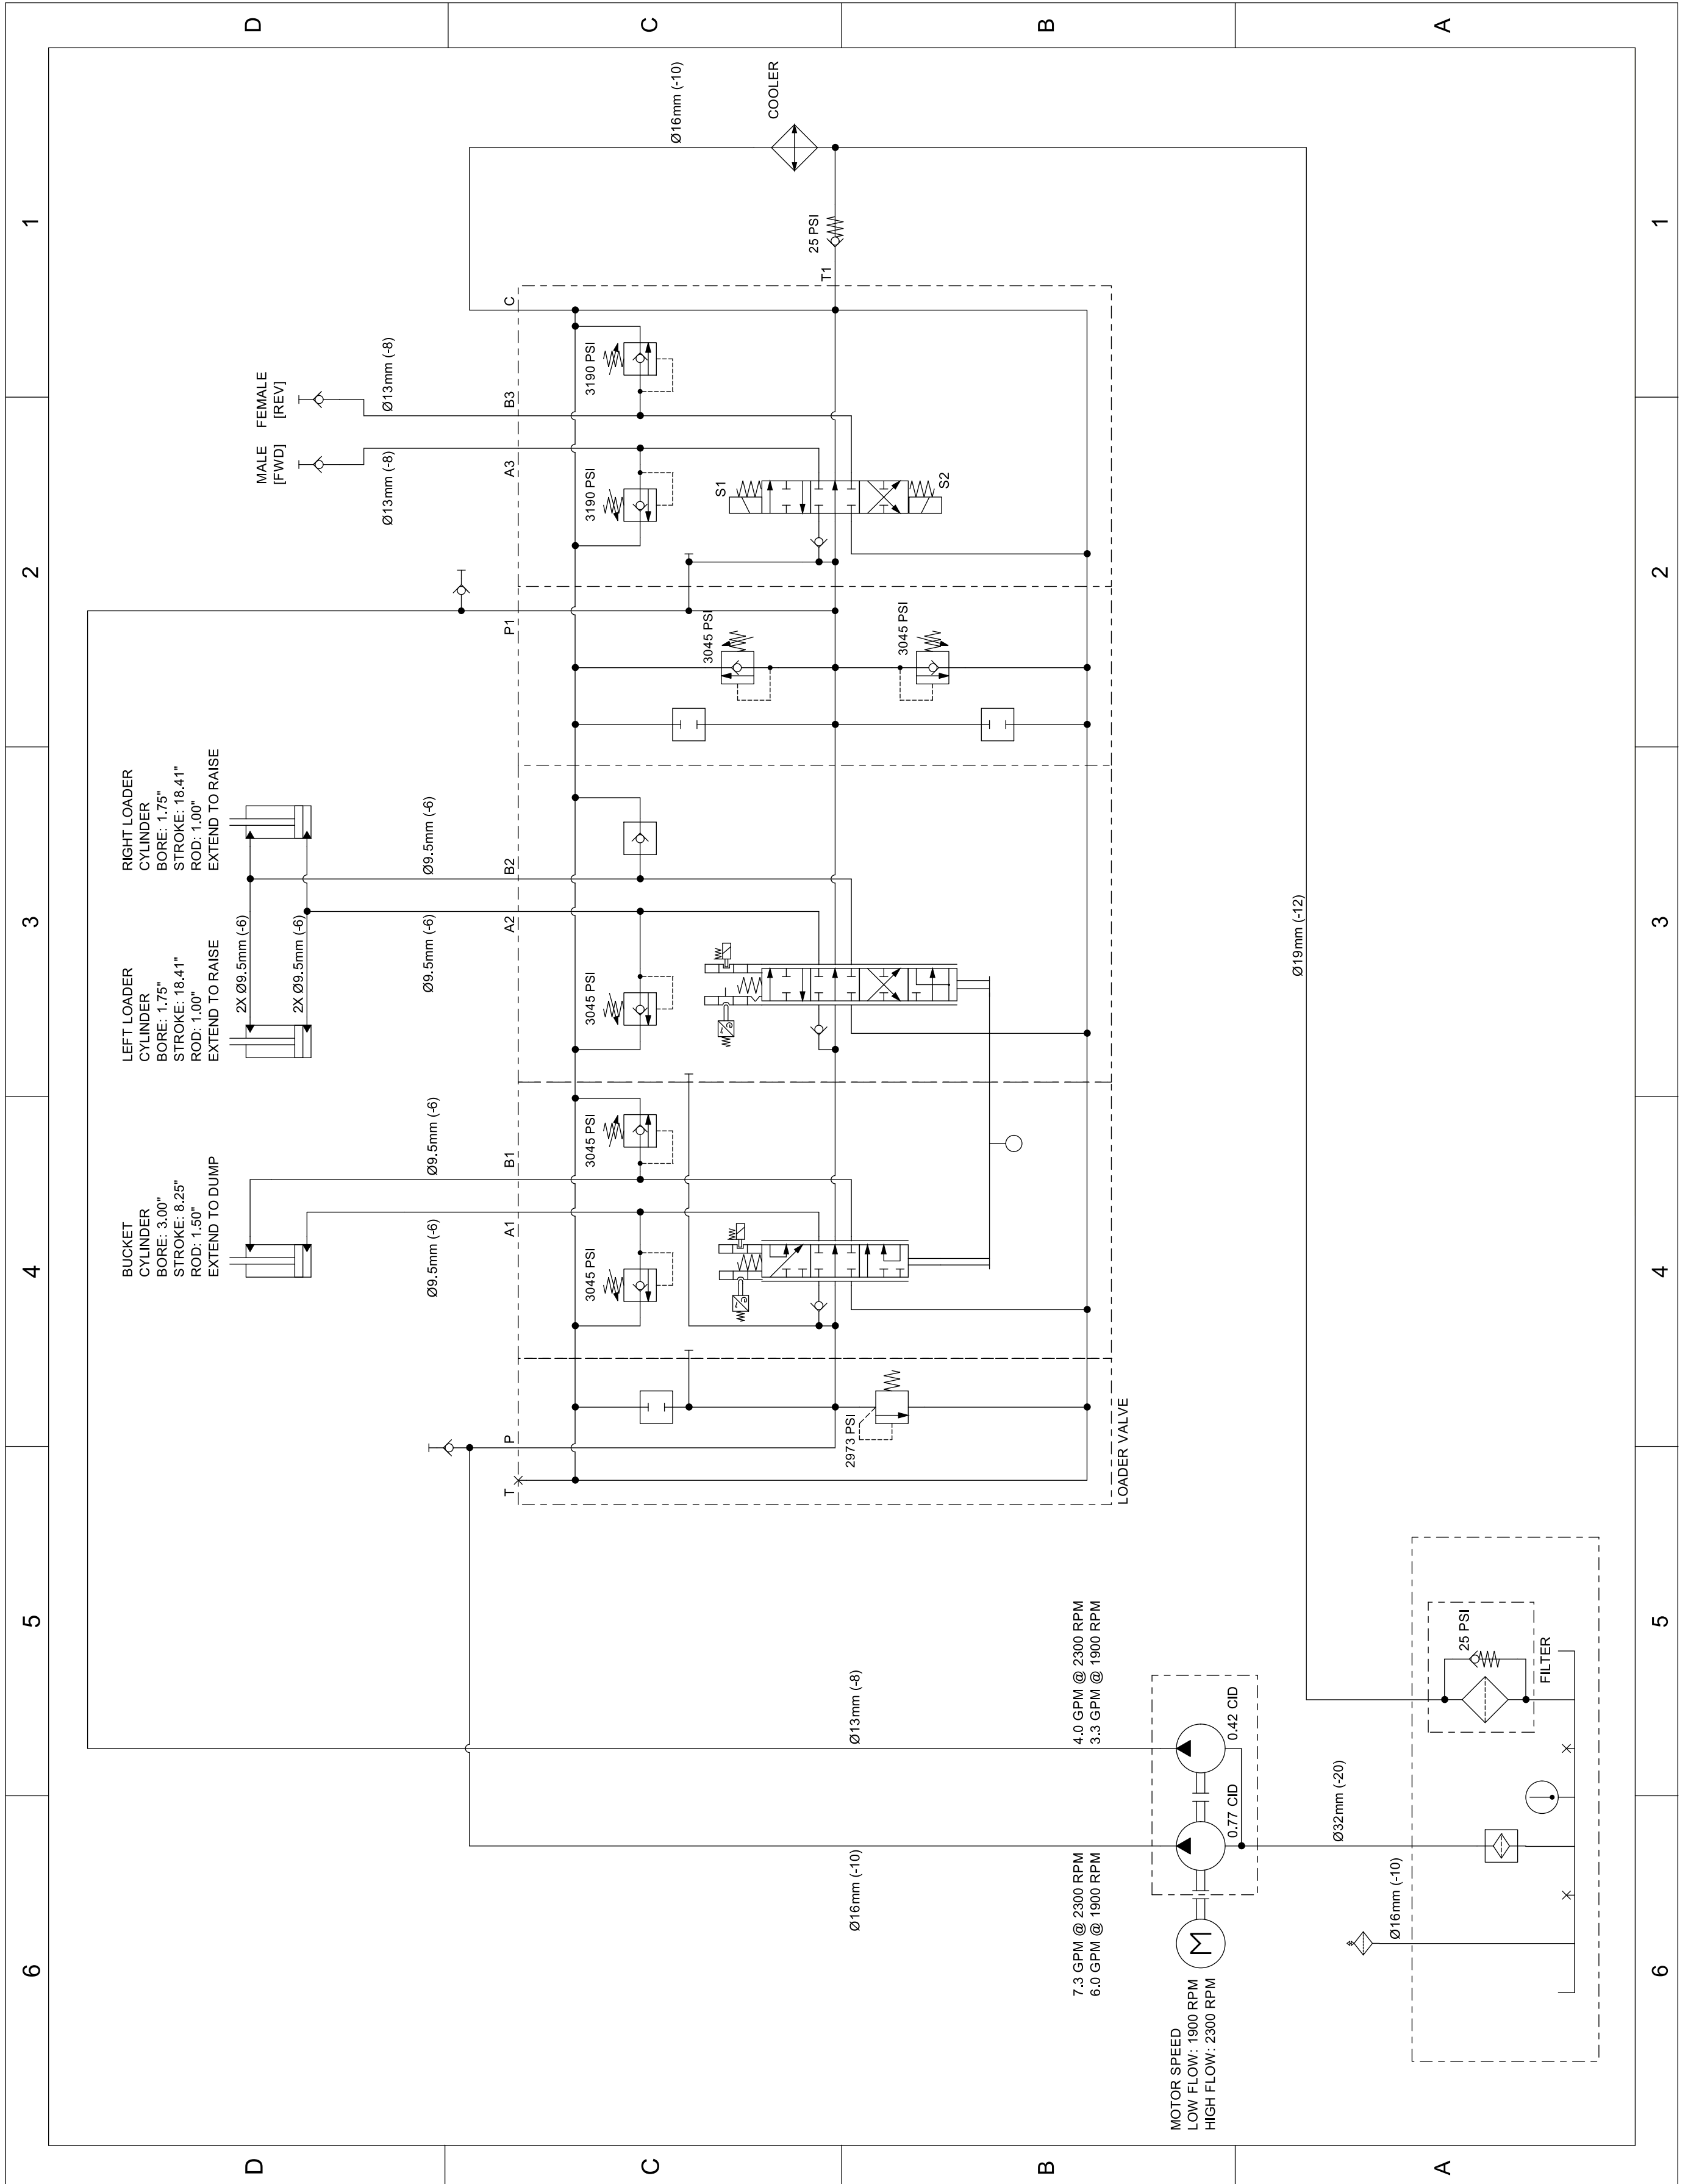 6
5
4
3
2
1
D
C
B
A
BUCKET
CYLINDER
BORE: 3.00"
STROKE: 8.25"
ROD: 1.50"
EXTEND TO DUMP
LEFT LOADER
CYLINDER
BORE: 1.75"
STROKE: 18.41"
ROD: 1.00"
EXTEND TO RAISE
RIGHT LOADER
CYLINDER
BORE: 1.75"
STROKE: 18.41"
ROD: 1.00"
EXTEND TO RAISE
2X Ø9.5mm (-6)
2X Ø9.5mm (-6)
MALE
[FWD]
FEMALE
[REV]
Ø13mm (-8)
Ø13mm (-8)
Ø9.5mm (-6)
Ø9.5mm (-6)
Ø9.5mm (-6)
Ø9.5mm (-6)
T
P
A1
B1
A2
B2
P1
A3
B3
C
Ø16mm (-10)
COOLER
3045 PSI
3045 PSI
3045 PSI
3190 PSI
3190 PSI
3045 PSI
S1
25 PSI
T1
2973 PSI
3045 PSI
S2
LOADER VALVE
Ø16mm (-10)
Ø13mm (-8)
7.3 GPM @ 2300 RPM
6.0 GPM @ 1900 RPM
4.0 GPM @ 2300 RPM
3.3 GPM @ 1900 RPM
MOTOR SPEED
LOW FLOW: 1900 RPM
HIGH FLOW: 2300 RPM
M
0.77 CID
0.42 CID
Ø19mm (-12)
Ø32mm (-20)
Ø16mm (-10)
25 PSI
FILTER
D
C
B
A
6
5
4
3
2
1